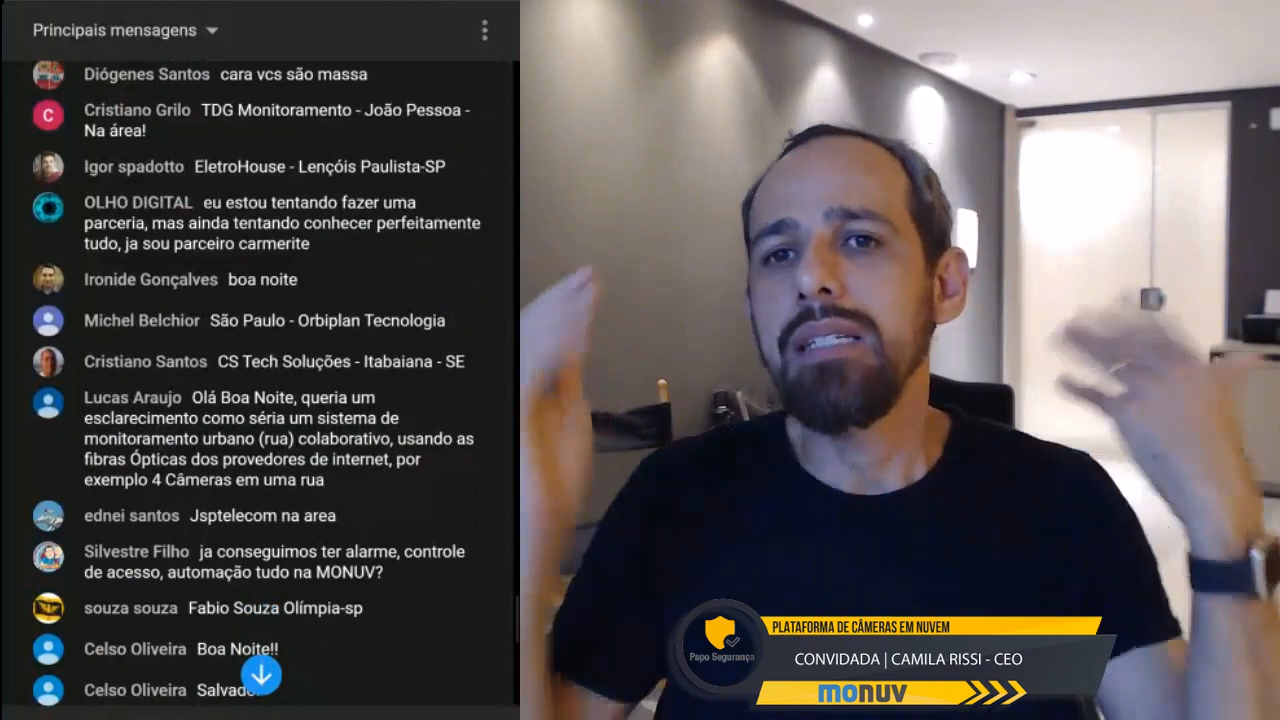 Principais mensagens
Diógenes Santos cara vcs são massa
C
Cristiano Grilo TDG Monitoramento - João Pessoa -
Na área!
Igor spadotto EletroHouse - Lençóis Paulista-SP
OLHO DIGITAL eu estou tentando fazer uma
parceria, mas ainda tentando conhecer perfeitamente
tudo, ja sou parceiro carmerite
Ironide Gonçalves boa noite
Michel Belchior São Paulo - Orbiplan Tecnologia
Cristiano Santos CS Tech Soluções - Itabaiana - SE
Lucas Araujo Olá Boa Noite, queria um
esclarecimento como séria um sistema de
monitoramento urbano (rua) colaborativo, usando as
fibras Ópticas dos provedores de internet, por
exemplo 4 Câmeras em uma rua
ednei santos Jsptelecom na area
Silvestre Filho ja conseguimos ter alarme, controle
de acesso, automação tudo na MONUV?
souza souza Fabio Souza Olímpia-sp
Celso Oliveira Boa Noite!!
Celso Oliveira
PLATAFORMA DE CÂMERAS EM NUVEM
Papo Segurança
CONVIDADA | CAMILA RISSI - CEO
monuv